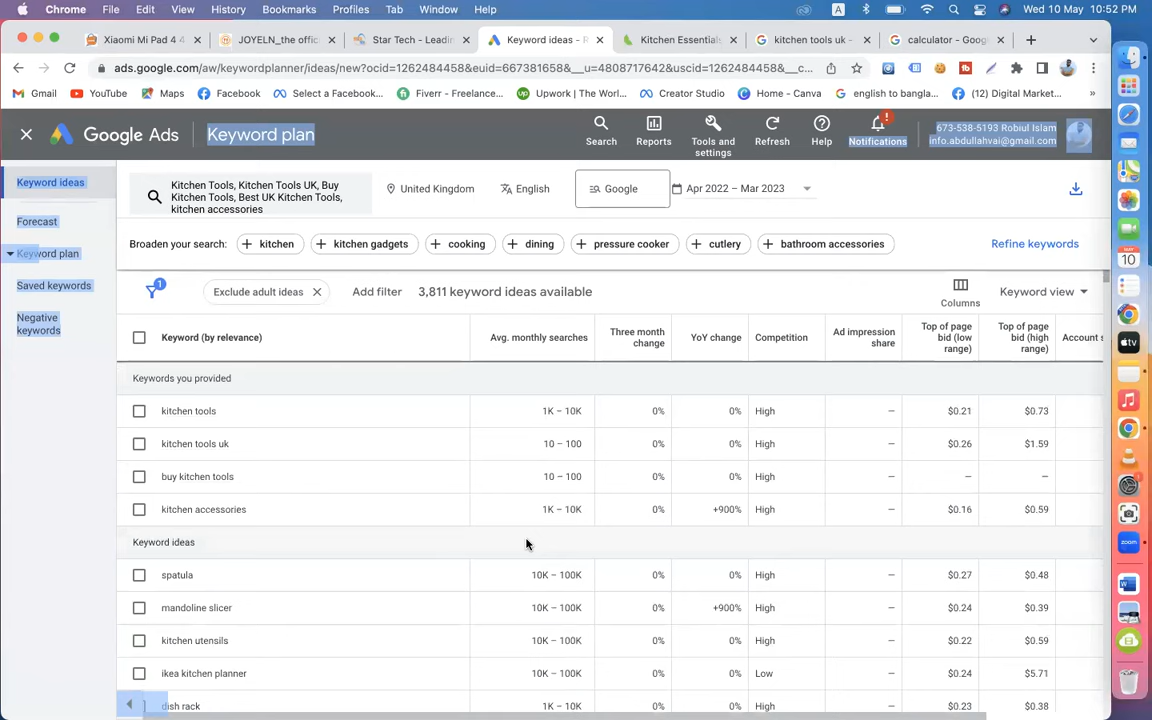 Chrome File Edit View History Bookmarks Profiles Tab Window Help A Wed 10 May 10:52 PM
Xiaomi Mi Pad 4 4 JOYELN_the offic Star Tech - Leadin Keyword ideas - R Kitchen Essentials kitchen tools uk - calculator - Goog
ads.google.com/aw/keywordplanner/ideas/new?ocid=1262484458&euid=667381658&__u=4808717642&uscid=1262484458&__c...
Gmail YouTube Maps Facebook Select a Facebook... Fiverr - Freelance... Upwork | The Worl... Creator Studio Home - Canva english to bangla... (12) Digital Market... »
Google Ads Keyword plan
Search Reports Tools and settings Refresh Help Notifications
673-538-5193 Robiul Islam
info.abdullahvai@gmail.com
Keyword ideas
Forecast
Keyword plan
Saved keywords
Negative
keywords
Kitchen Tools, Kitchen Tools UK, Buy
Kitchen Tools, Best UK Kitchen Tools,
kitchen accessories
United Kingdom English Google Apr 2022 – Mar 2023
Broaden your search: + kitchen + kitchen gadgets + cooking + dining + pressure cooker + cutlery + bathroom accessories Refine keywords
1 Exclude adult ideas Add filter 3,811 keyword ideas available Columns Keyword view
Keyword (by relevance) Avg. monthly searches Three month change YoY change Competition Ad impression share Top of page bid (low range) Top of page bid (high range) Account s
Keywords you provided
kitchen tools 1K – 10K 0% 0% High – $0.21 $0.73
kitchen tools uk 10 – 100 0% 0% High – $0.26 $1.59
buy kitchen tools 10 – 100 0% 0% High – – –
kitchen accessories 1K – 10K 0% +900% High – $0.16 $0.59
Keyword ideas
spatula 10K – 100K 0% 0% High – $0.27 $0.48
mandoline slicer 10K – 100K 0% +900% High – $0.24 $0.39
kitchen utensils 10K – 100K 0% 0% High – $0.22 $0.59
ikea kitchen planner 10K – 100K 0% 0% Low – $0.24 $5.71
dish rack 1K – 10K 0% 0% High – $0.23 $0.38
MAY
10
tv
zoom